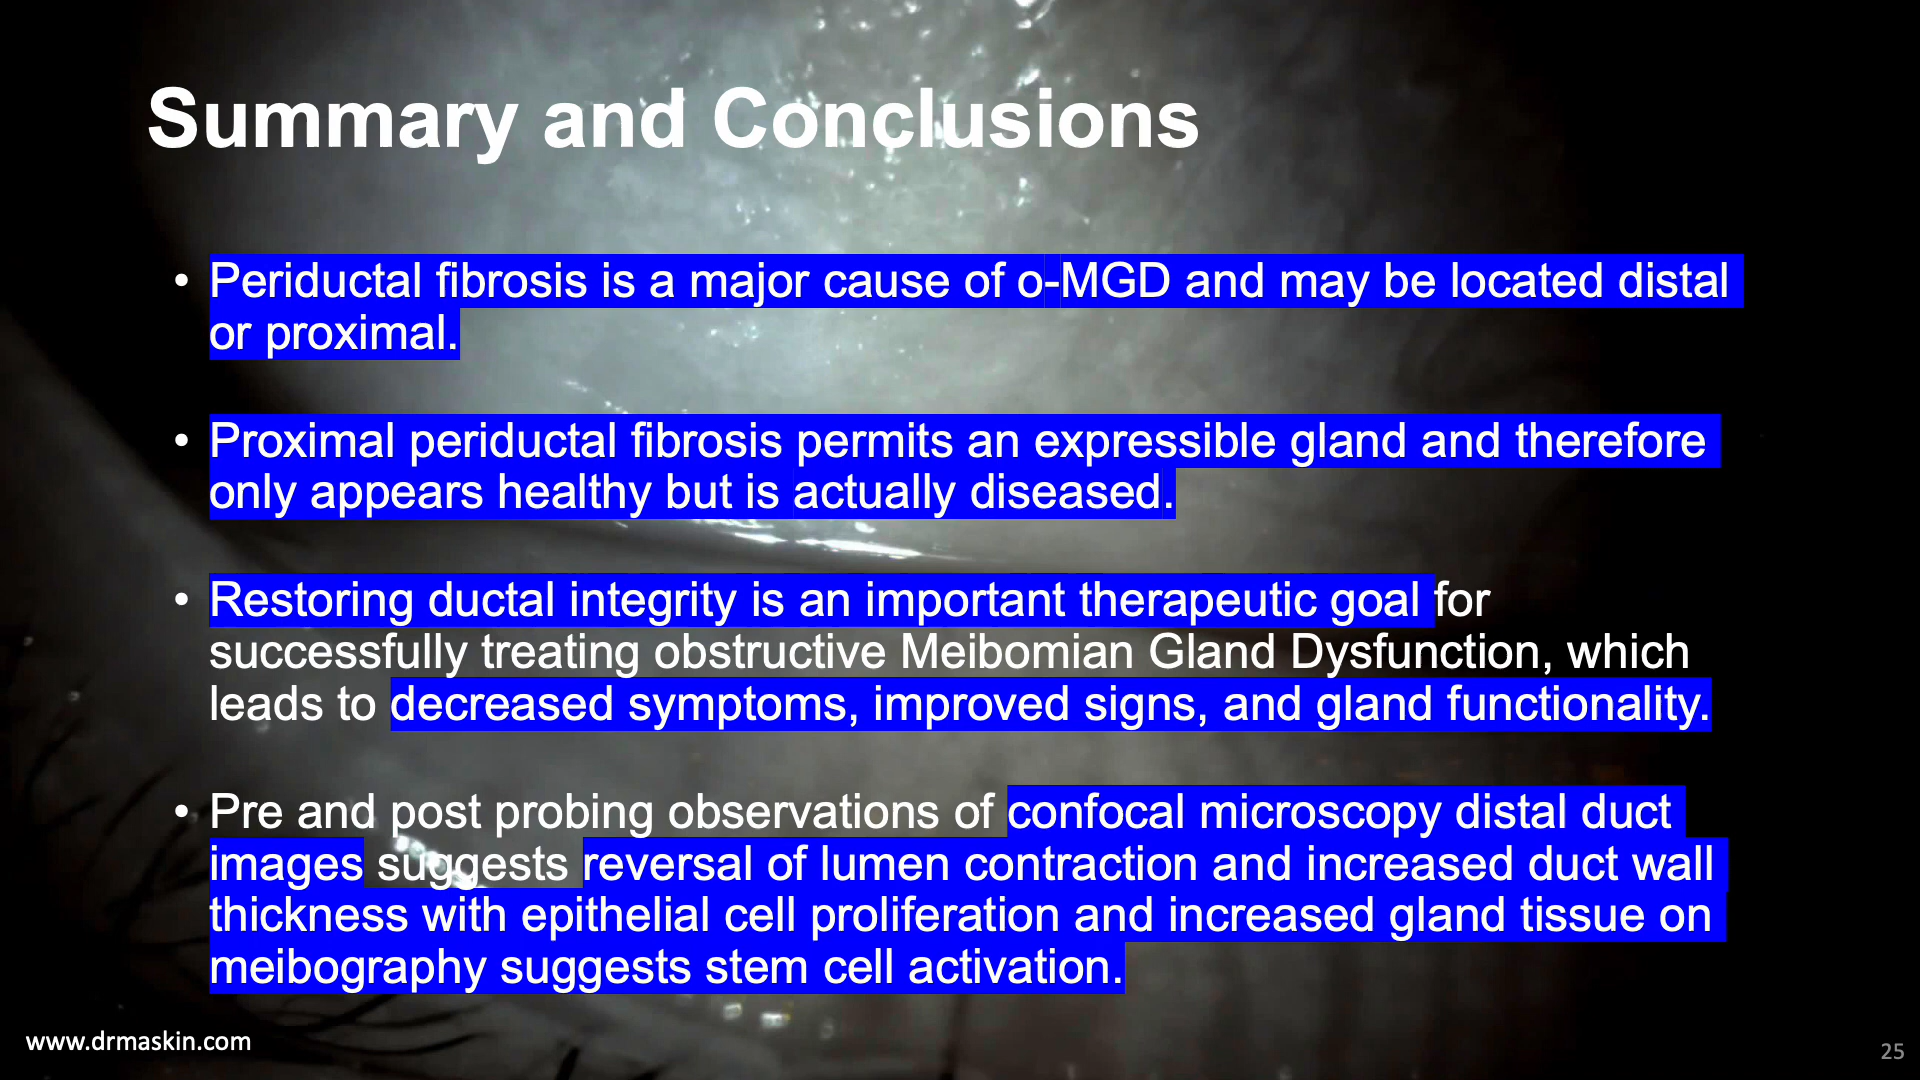 Summary and Conclusions
• Periductal fibrosis is a major cause of o-MGD and may be located distal
or proximal.
• Proximal periductal fibrosis permits an expressible gland and therefore
only appears healthy but is actually diseased.
• Restoring ductal integrity is an important therapeutic goal for
successfully treating obstructive Meibomian Gland Dysfunction, which
leads to decreased symptoms, improved signs, and gland functionality.
• Pre and post probing observations of confocal microscopy distal duct
images suggests reversal of lumen contraction and increased duct wall
thickness with epithelial cell proliferation and increased gland tissue on
meibography suggests stem cell activation.
www.drmaskin.com
25